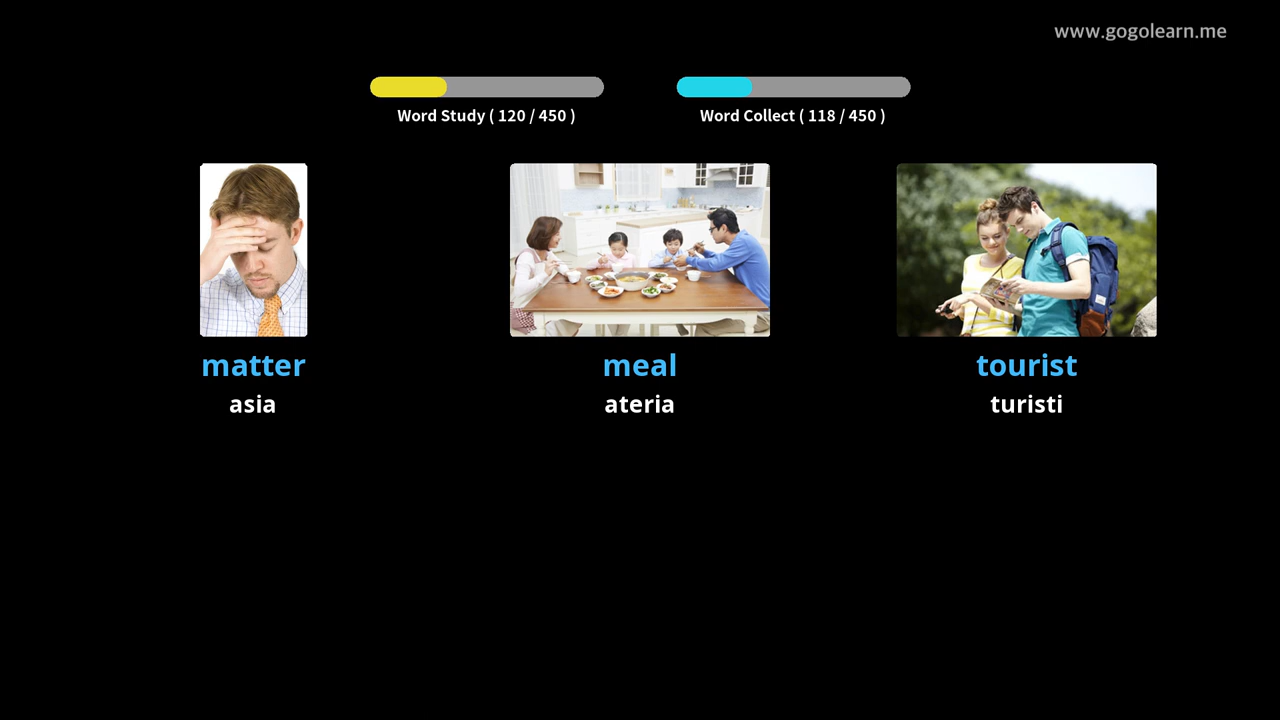 www.gogolearn.me
Word Study ( 120 / 450 )
Word Collect ( 118 / 450 )
matter
asia
meal
ateria
tourist
turisti